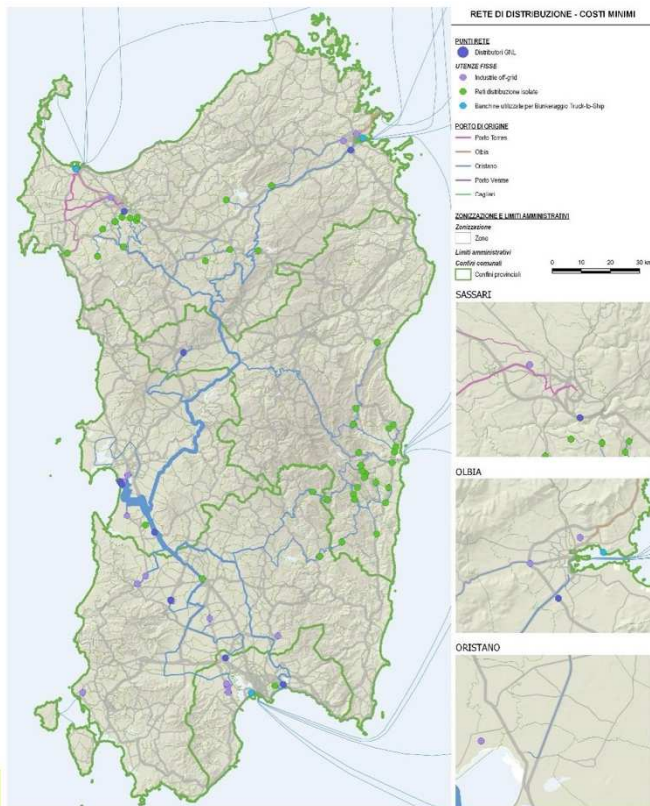 RETE DI DISTRIBUZIONE - COSTI MINIMI
PUNTI RETE
Distributori GNL
UTENZE FISSE
Industrie off-grid
Reti distribuzione isolate
Banchine utilizzate per Bunkeraggio Truck-to-Ship
PORTO DI ORIGINE
Porto Torres
Olbia
Oristano
Porto Vesme
Cagliari
ZONIZZAZIONE E LIMITI AMMINISTRATIVI
Zonizzazione
Zone
Limiti amministrativi
Confini comunali
Confini provinciali
0 10 20 30 km
SASSARI
OLBIA
ORISTANO